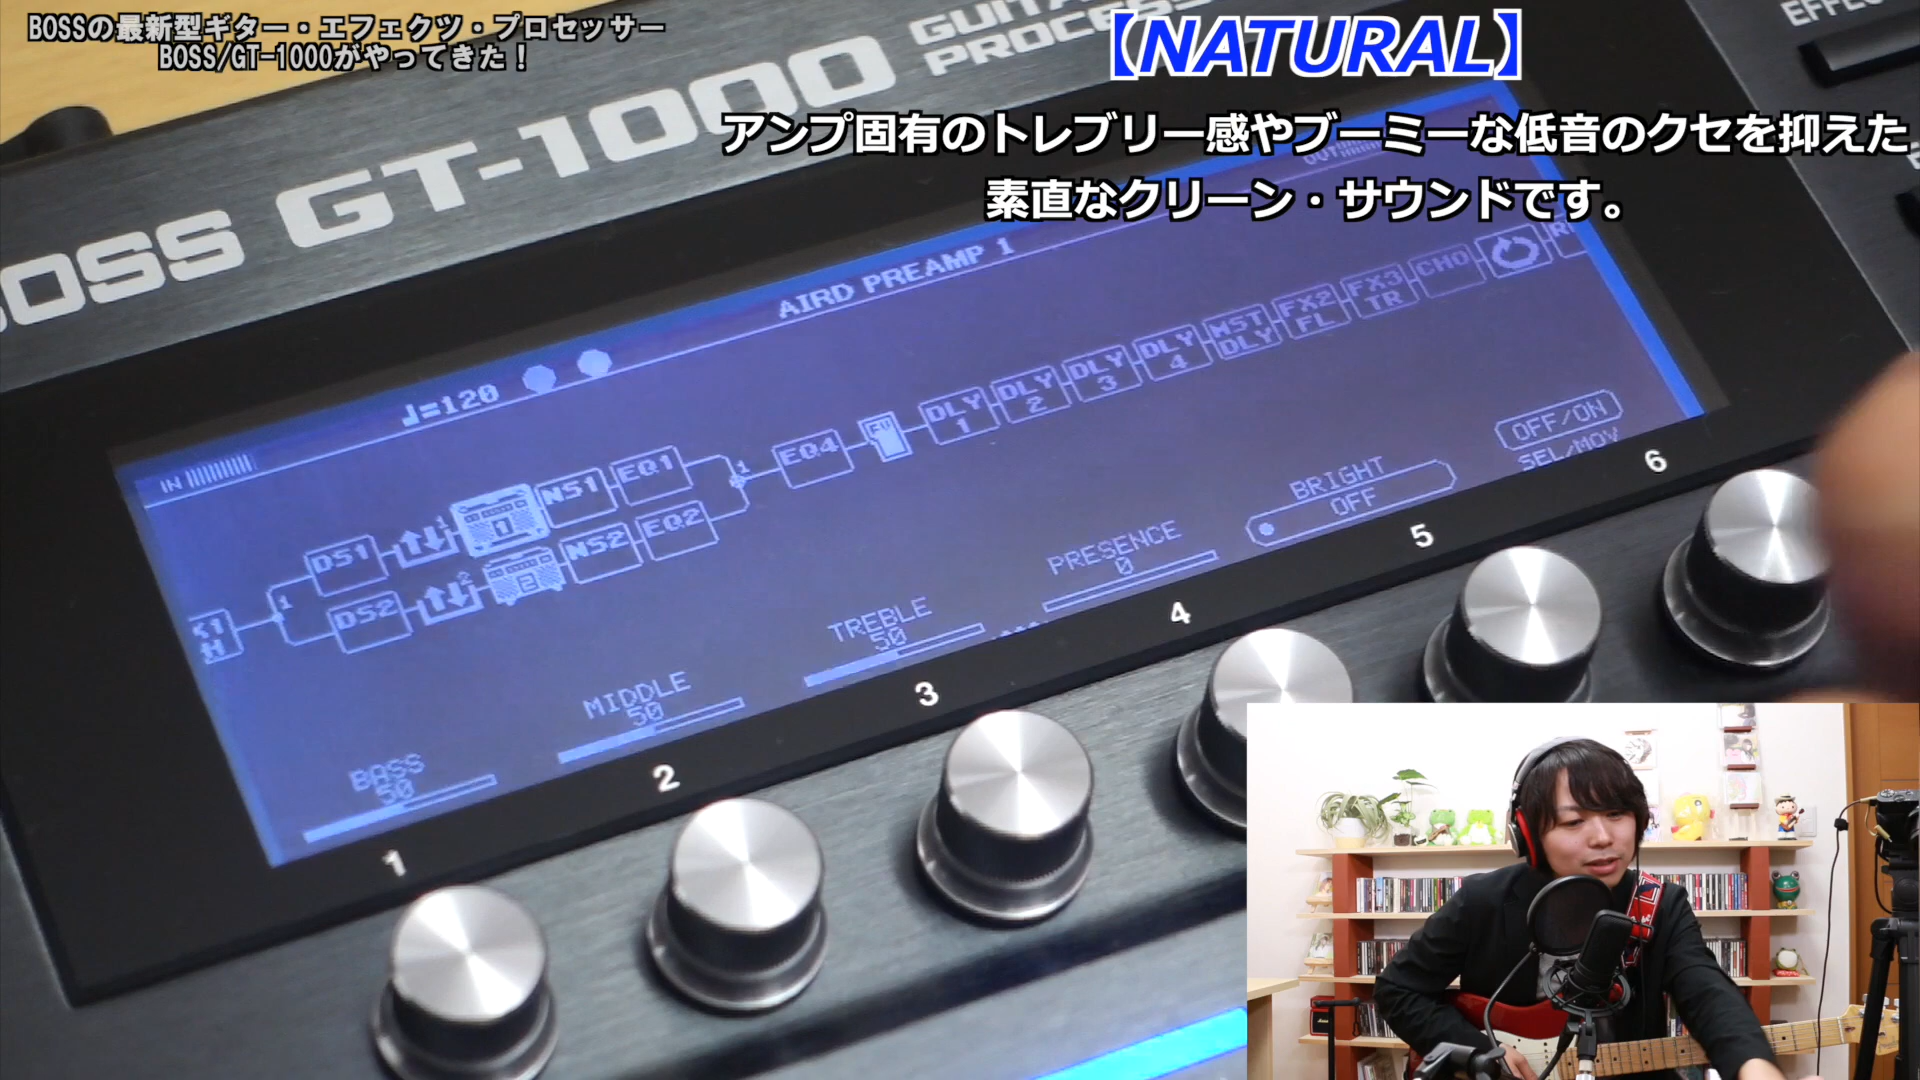 BOSSの最新型ギター・エフェクツ・プロセッサー
BOSS/GT-1000がやってきた！
【NATURAL】
アンプ固有のトレブリー感やブーミーな低音のクセを抑えた
素直なクリーン・サウンドです。
BOSS GT-1000
AIRD PREAMP 1
♩=120
IN
DS1
1
NS1
EQ1
DS2
2
NS2
EQ2
EQ4
FV
DLY 1
DLY 2
DLY 3
DLY 4
MST DLY
FX2 FL
FX3 TR
CHO
BASS
50
MIDDLE
50
TREBLE
50
PRESENCE
0
BRIGHT
OFF
OFF/ON
SEL/MOV
1
2
3
4
5
6